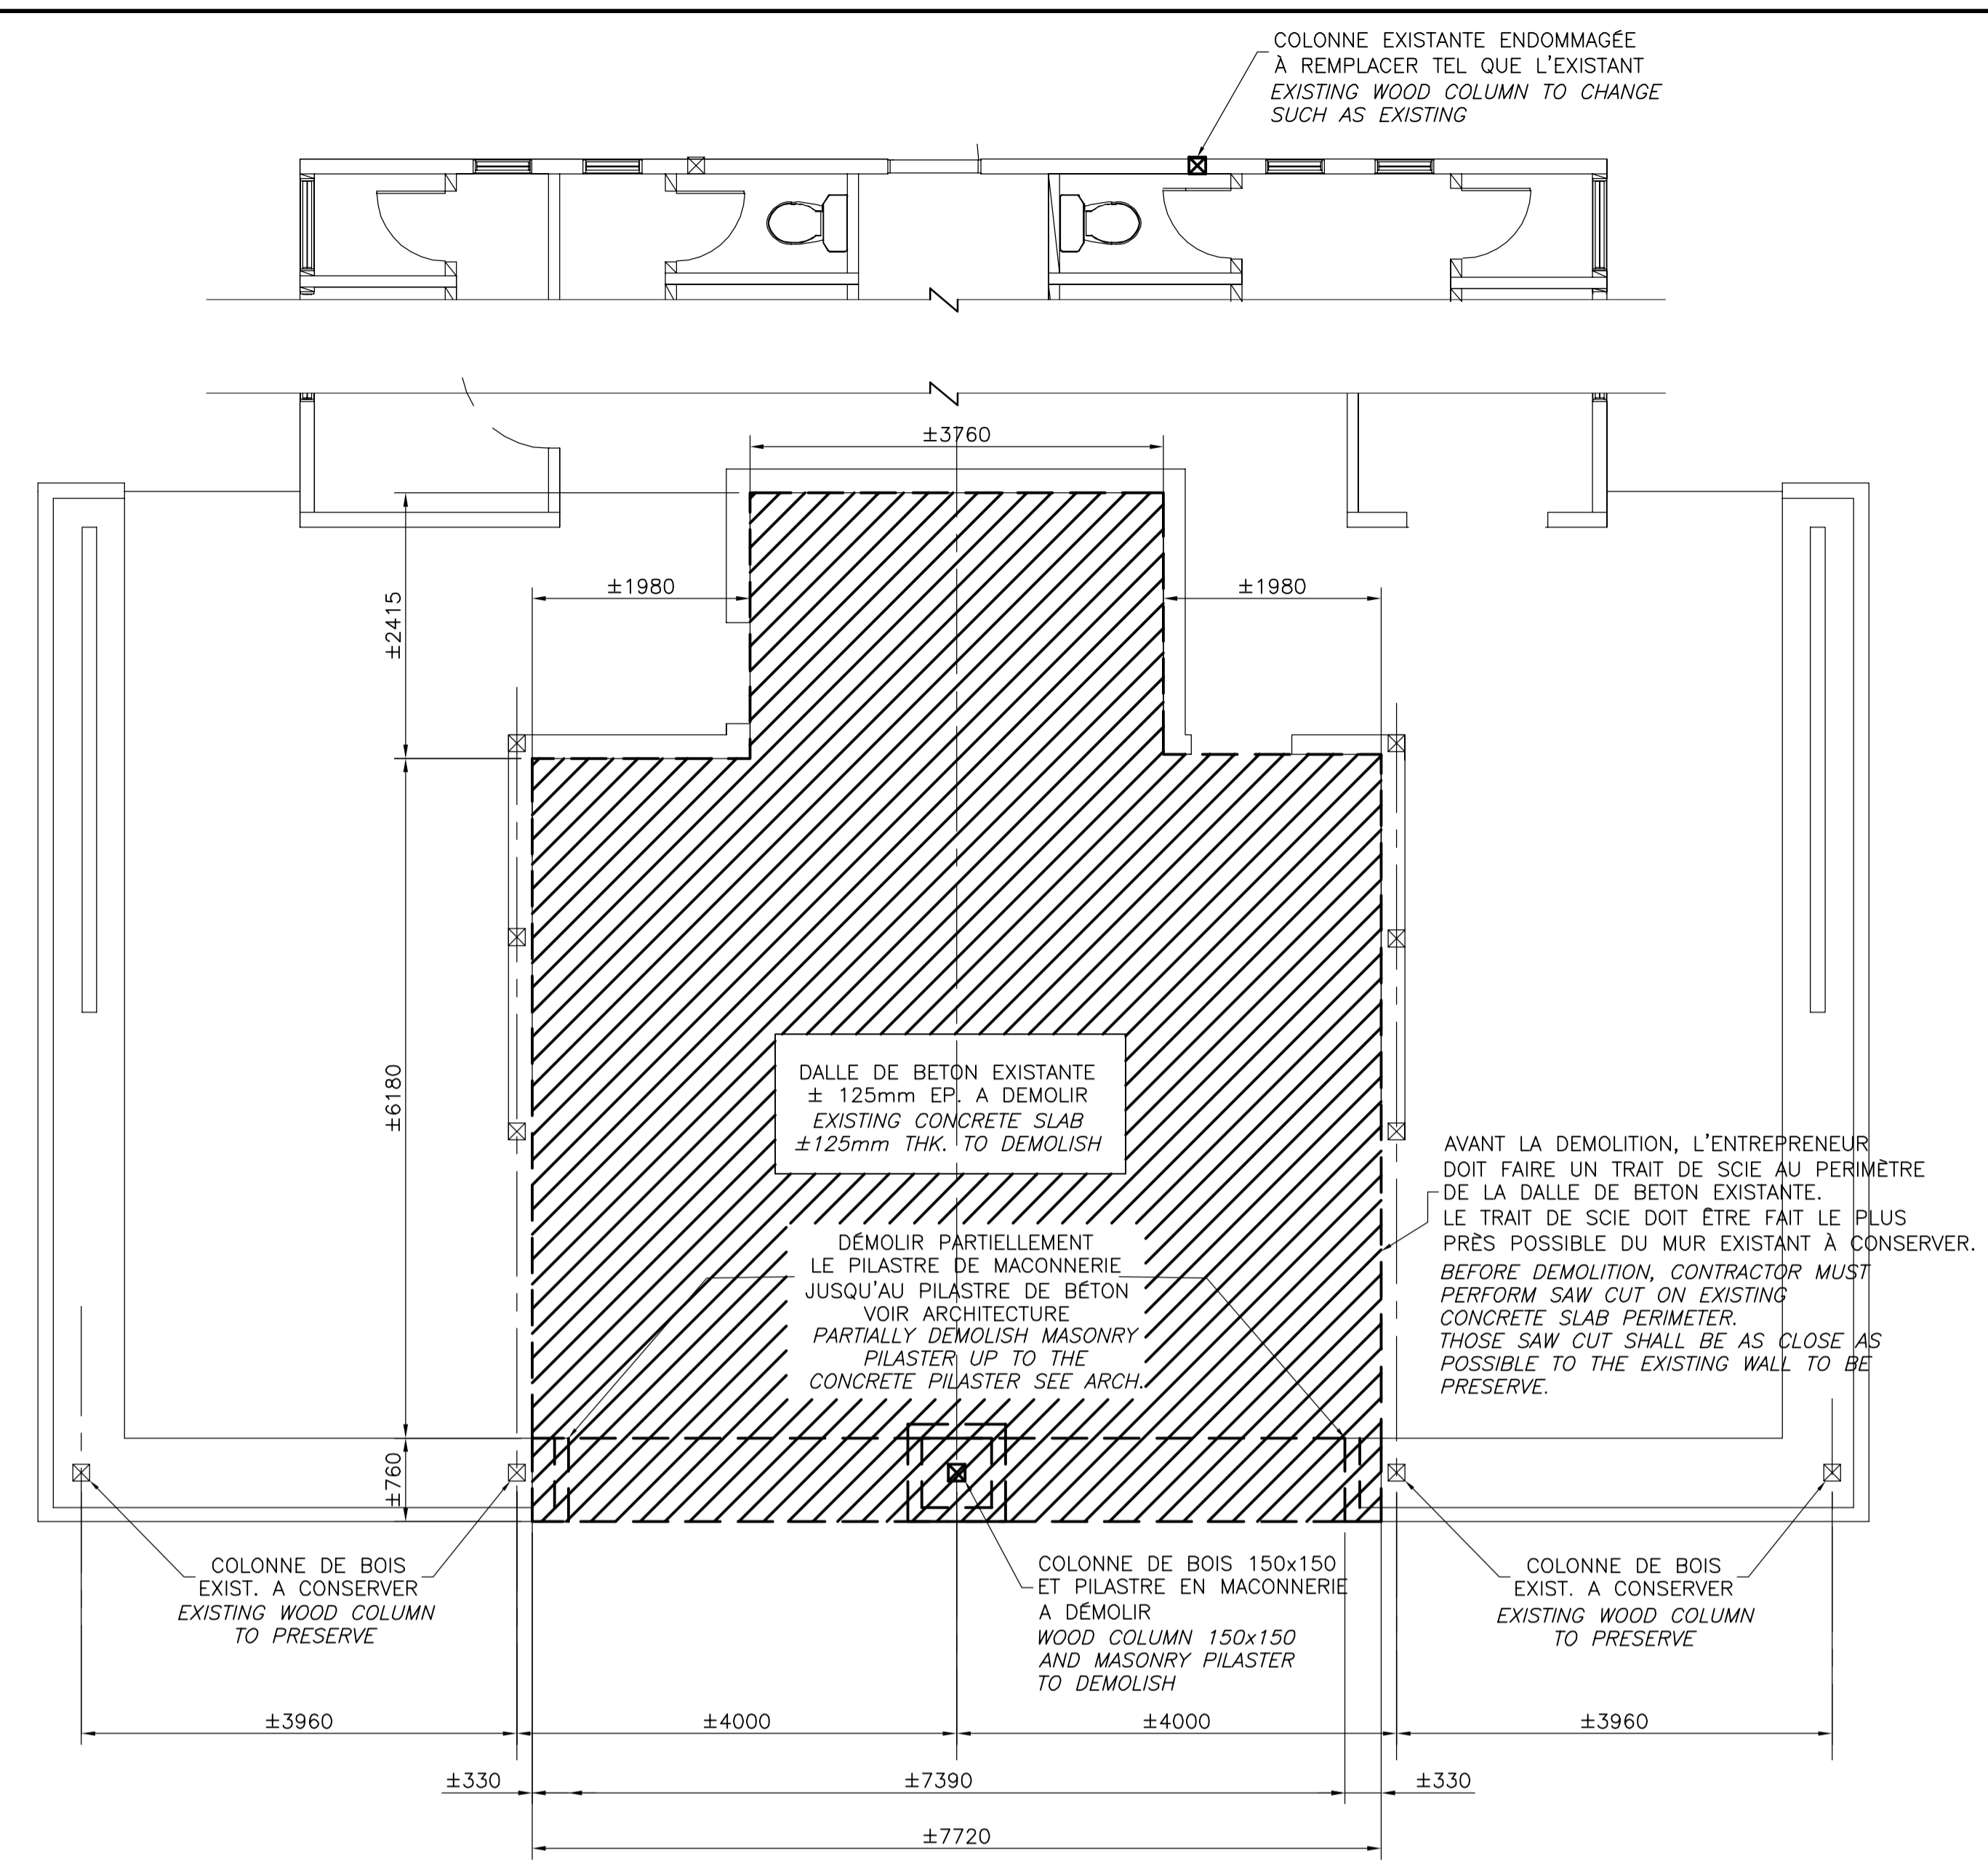 COLONNE EXISTANTE ENDOMMAGÉE
À REMPLACER TEL QUE L'EXISTANT
EXISTING WOOD COLUMN TO CHANGE
SUCH AS EXISTING
±3760
±1980
±1980
±2415
±6180
DALLE DE BETON EXISTANTE
± 125mm EP. A DEMOLIR
EXISTING CONCRETE SLAB
±125mm THK. TO DEMOLISH
AVANT LA DEMOLITION, L'ENTREPRENEUR
DOIT FAIRE UN TRAIT DE SCIE AU PERIMÈTRE
DE LA DALLE DE BETON EXISTANTE.
LE TRAIT DE SCIE DOIT ÊTRE FAIT LE PLUS
PRÈS POSSIBLE DU MUR EXISTANT À CONSERVER.
BEFORE DEMOLITION, CONTRACTOR MUST
PERFORM SAW CUT ON EXISTING
CONCRETE SLAB PERIMETER.
THOSE SAW CUT SHALL BE AS CLOSE AS
POSSIBLE TO THE EXISTING WALL TO BE
PRESERVE.
DÉMOLIR PARTIELLEMENT
LE PILASTRE DE MACONNERIE
JUSQU'AU PILASTRE DE BÉTON
VOIR ARCHITECTURE
PARTIALLY DEMOLISH MASONRY
PILASTER UP TO THE
CONCRETE PILASTER SEE ARCH.
±760
COLONNE DE BOIS
EXIST. A CONSERVER
EXISTING WOOD COLUMN
TO PRESERVE
COLONNE DE BOIS 150x150
ET PILASTRE EN MACONNERIE
A DÉMOLIR
WOOD COLUMN 150x150
AND MASONRY PILASTER
TO DEMOLISH
COLONNE DE BOIS
EXIST. A CONSERVER
EXISTING WOOD COLUMN
TO PRESERVE
±3960
±4000
±4000
±3960
±330
±7390
±330
±7720